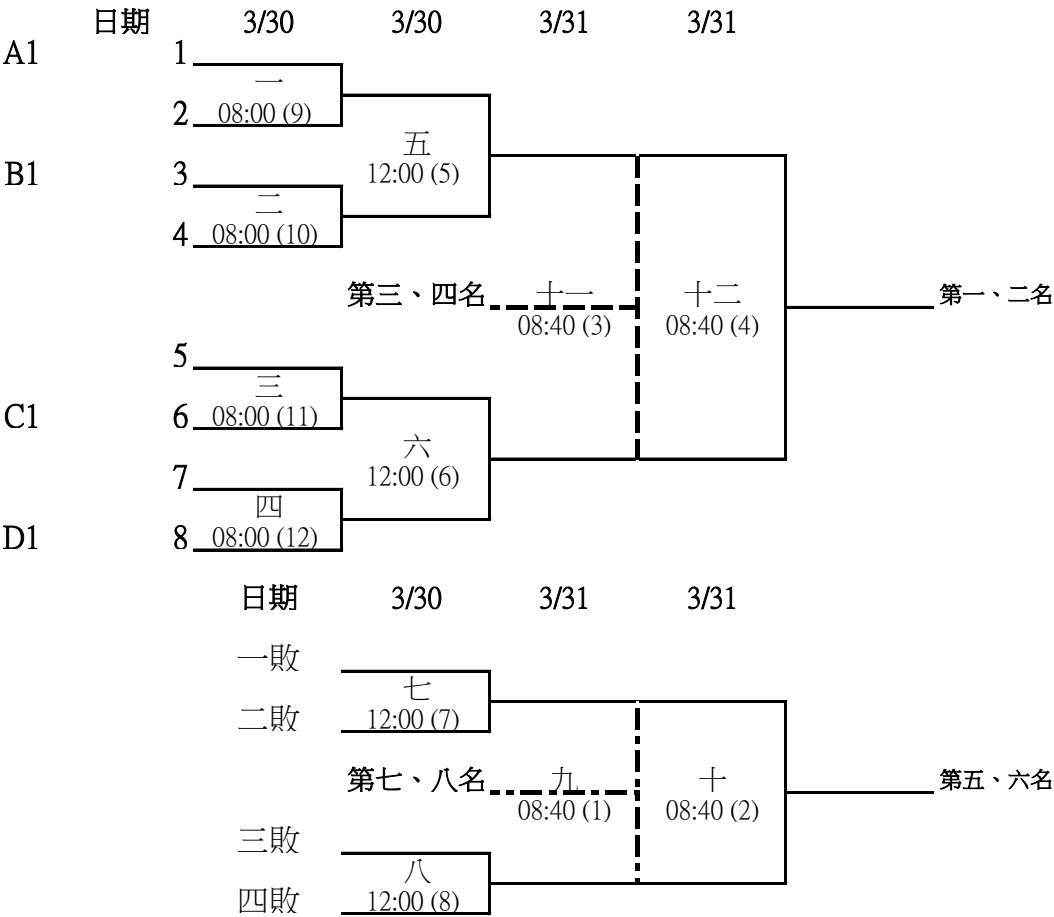 日期 3/30 3/30 3/31 3/31
A1 1
一
2 08:00 (9)
五
B1 3 12:00 (5)
二
4 08:00 (10)
第三、四名 十一 十二 第一、二名
08:40 (3) 08:40 (4)
5
三
C1 6 08:00 (11)
六
7 12:00 (6)
四
D1 8 08:00 (12)
日期 3/30 3/31 3/31
一敗
七
二敗 12:00 (7)
第七、八名 九 十 第五、六名
08:40 (1) 08:40 (2)
三敗
八
四敗 12:00 (8)